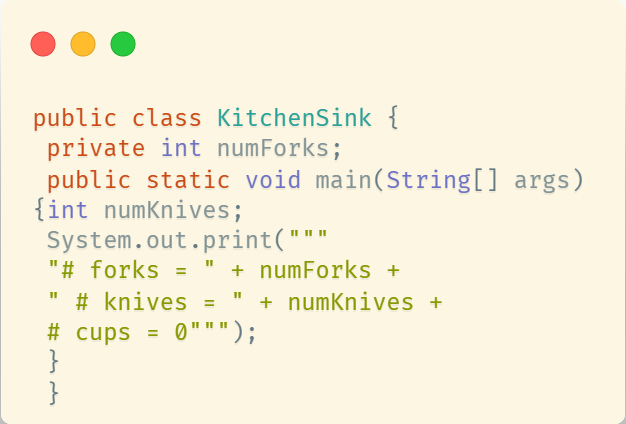 public class KitchenSink {
 private int numForks;
 public static void main(String[] args)
{int numKnives;
 System.out.print("""
 "# forks = " + numForks +
 " # knives = " + numKnives +
 # cups = 0""");
 }
 }